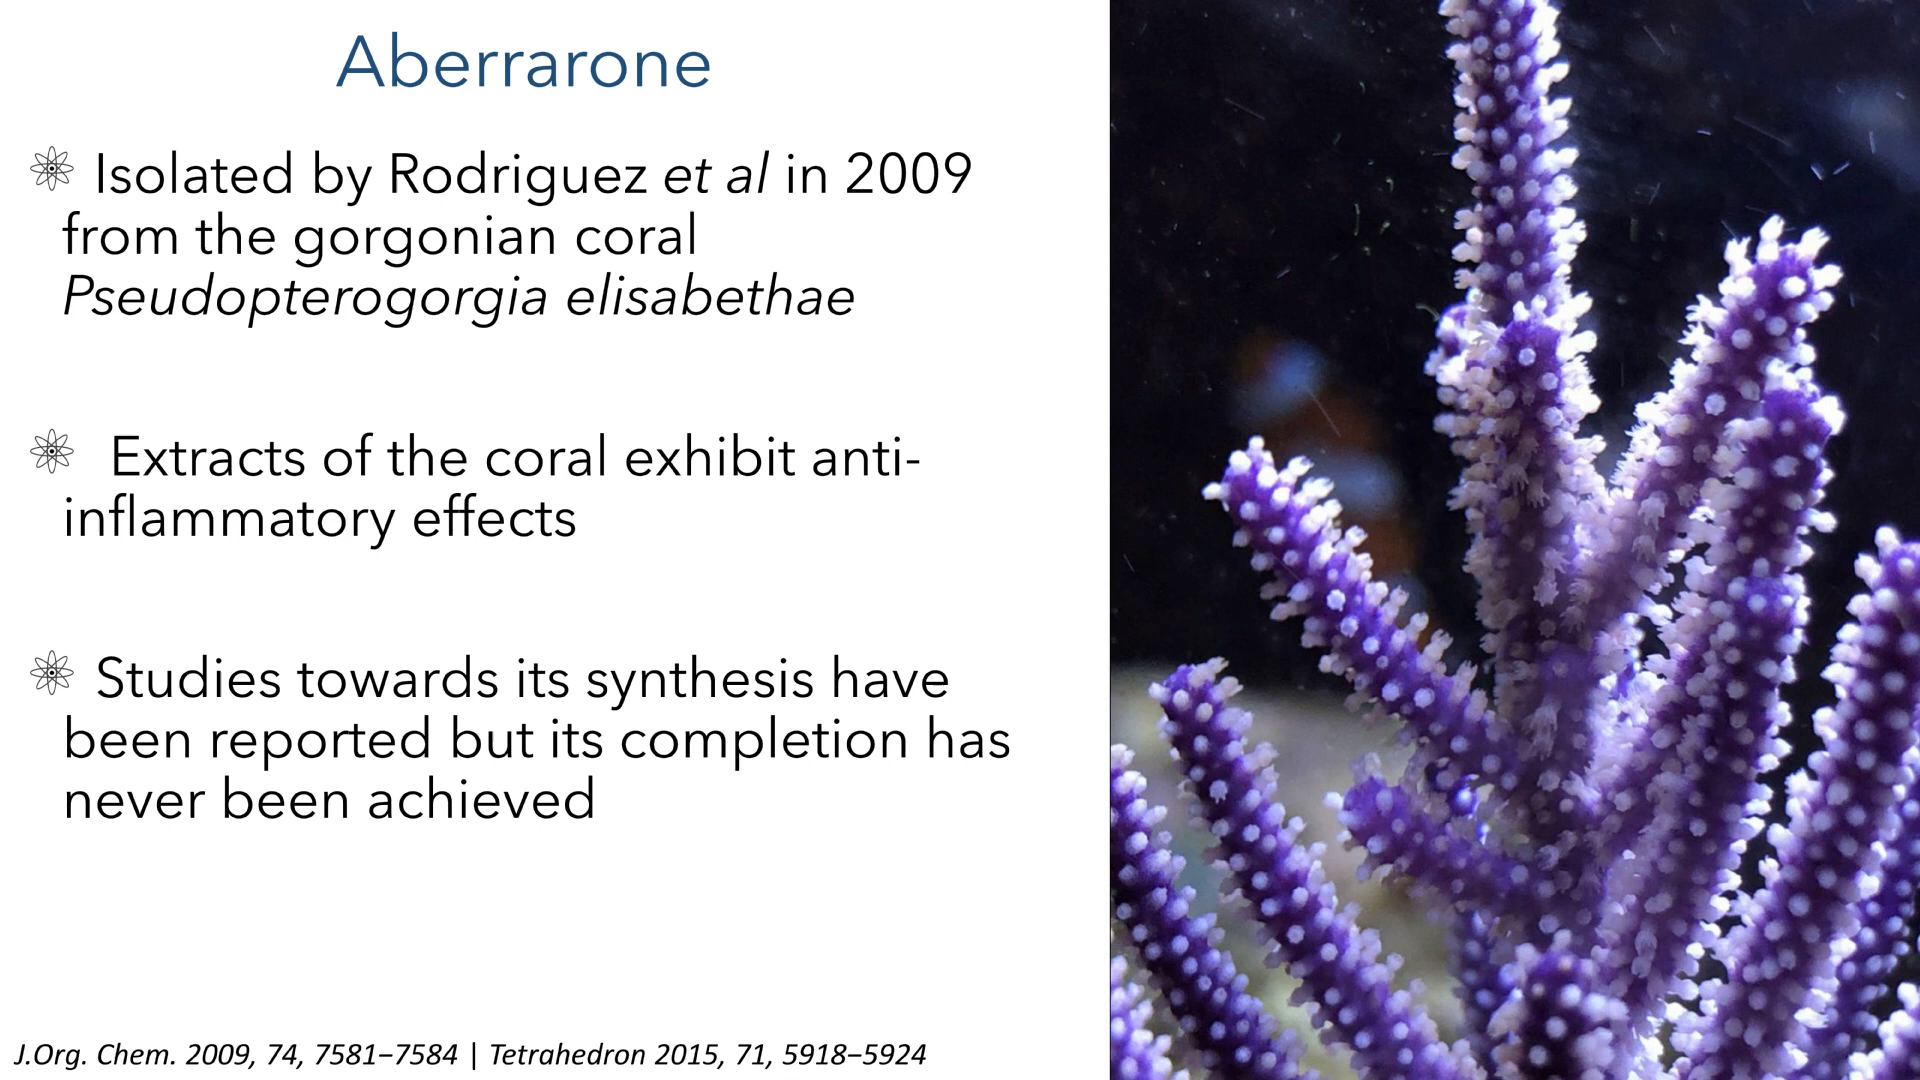 Aberrarone
Isolated by Rodriguez et al in 2009
from the gorgonian coral
Pseudopterogorgia elisabethae
Extracts of the coral exhibit anti-
inflammatory effects
Studies towards its synthesis have
been reported but its completion has
never been achieved
J.Org. Chem. 2009, 74, 7581–7584 | Tetrahedron 2015, 71, 5918–5924